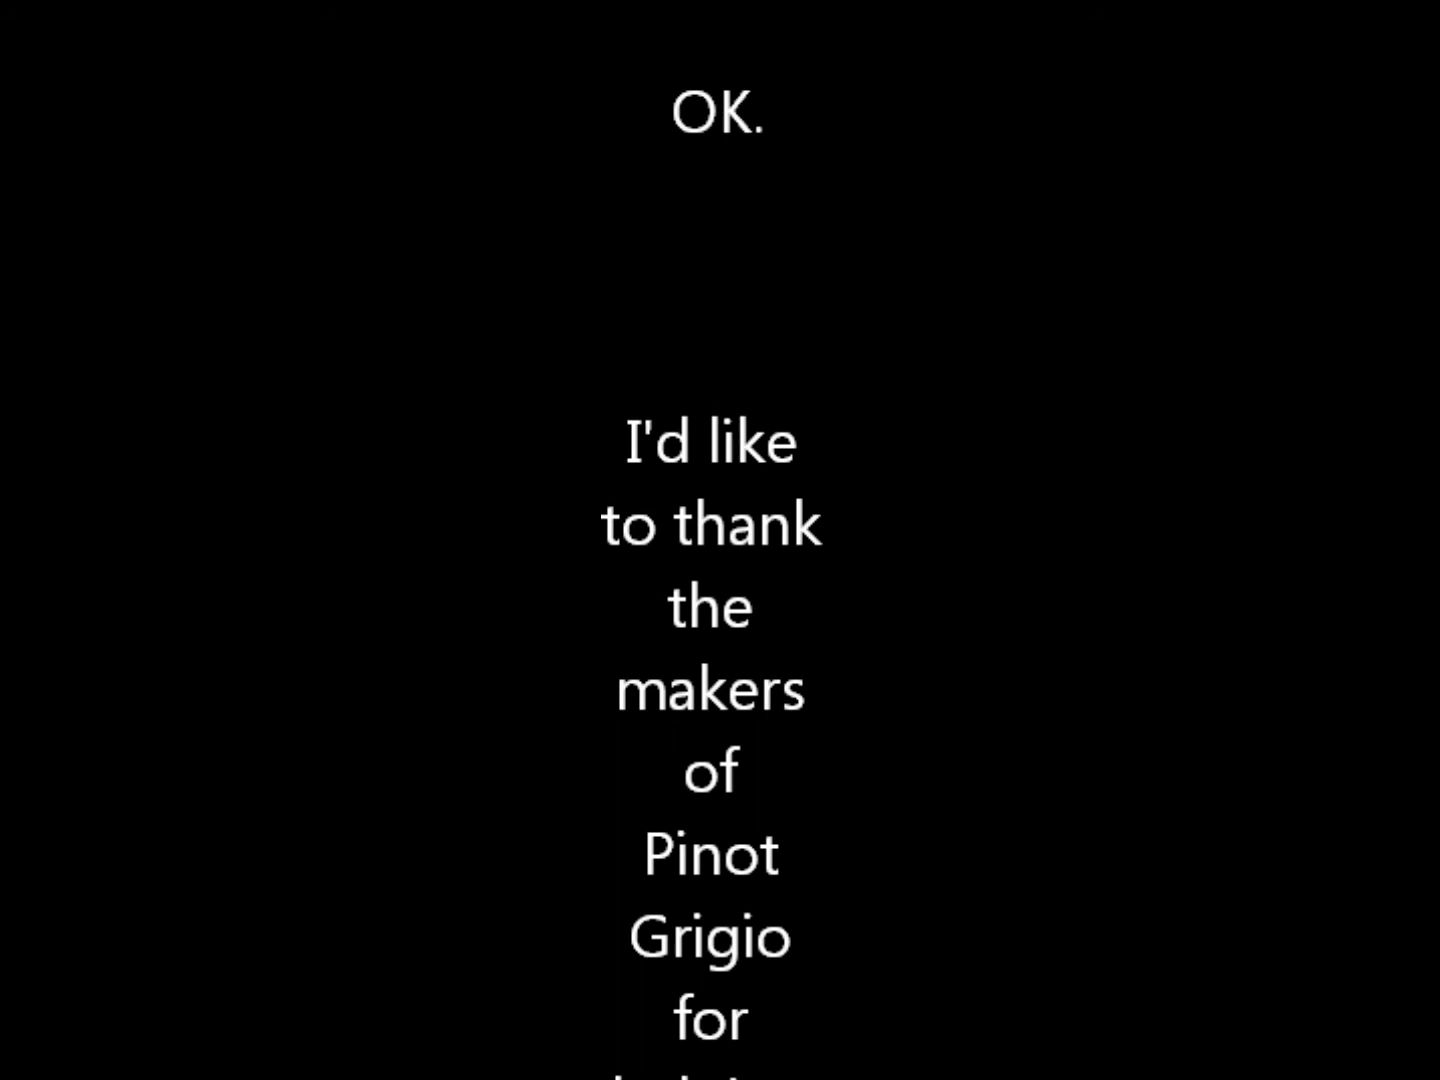 OK.
I'd like
to thank
the
makers
of
Pinot
Grigio
for